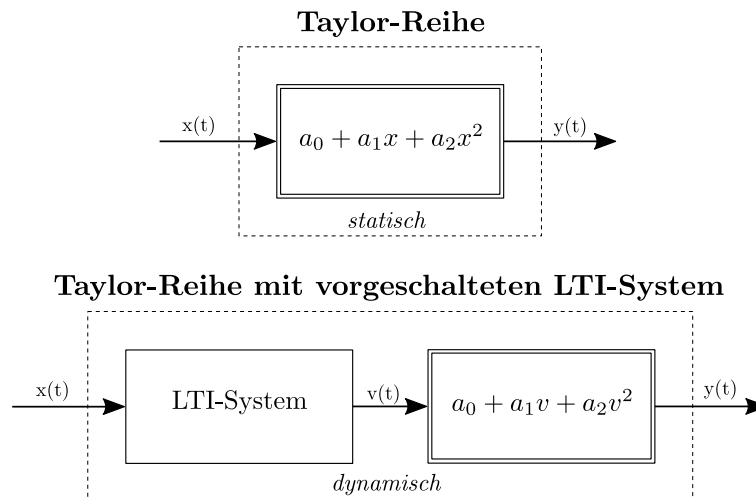 Taylor-Reihe
x(t)
$a_0 + a_1x + a_2x^2$
y(t)
statisch
Taylor-Reihe mit vorgeschalteten LTI-System
x(t)
LTI-System
v(t)
$a_0 + a_1v + a_2v^2$
y(t)
dynamisch